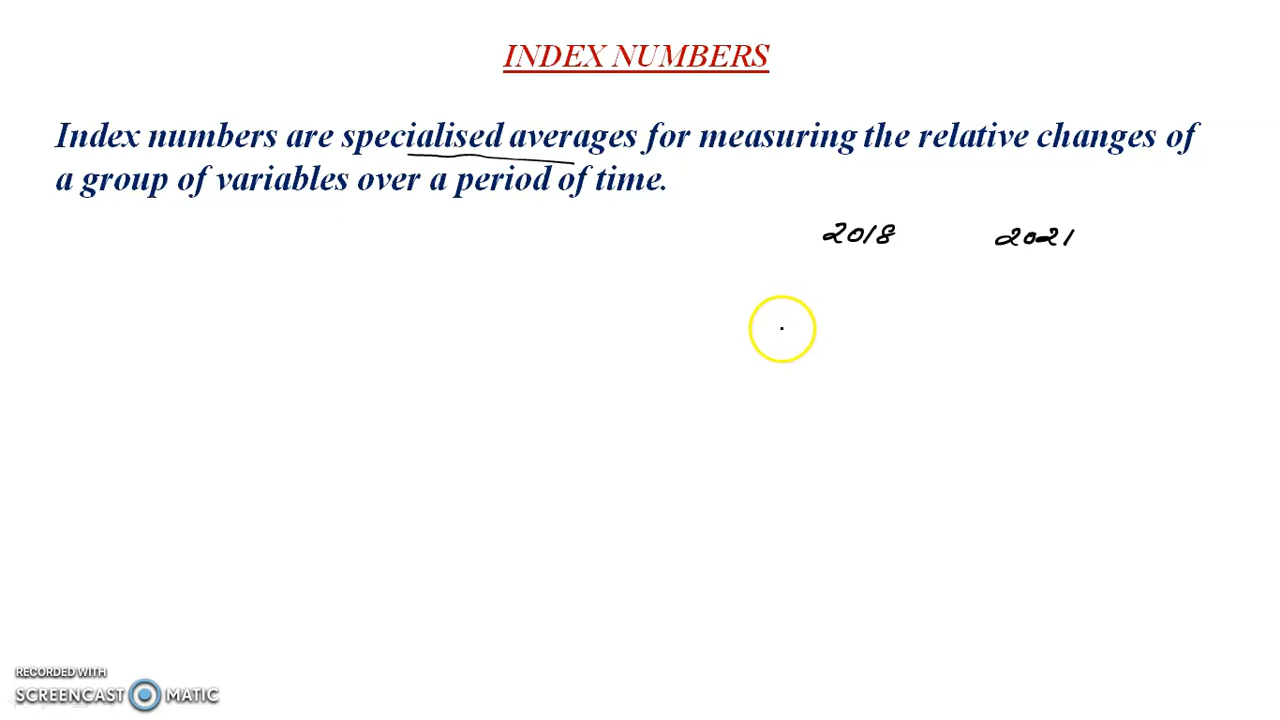 INDEX NUMBERS
Index numbers are specialised averages for measuring the relative changes of
a group of variables over a period of time.
2018 2021
RECORDED WITH
SCREENCAST MATIC